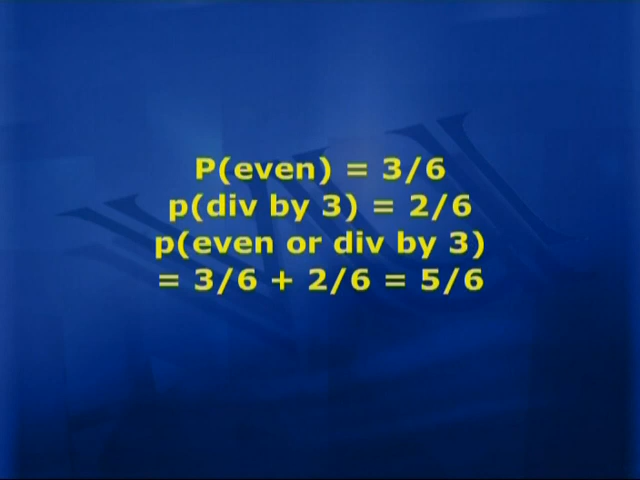 P(even) = 3/6
p(div by 3) = 2/6
p(even or div by 3)
= 3/6 + 2/6 = 5/6